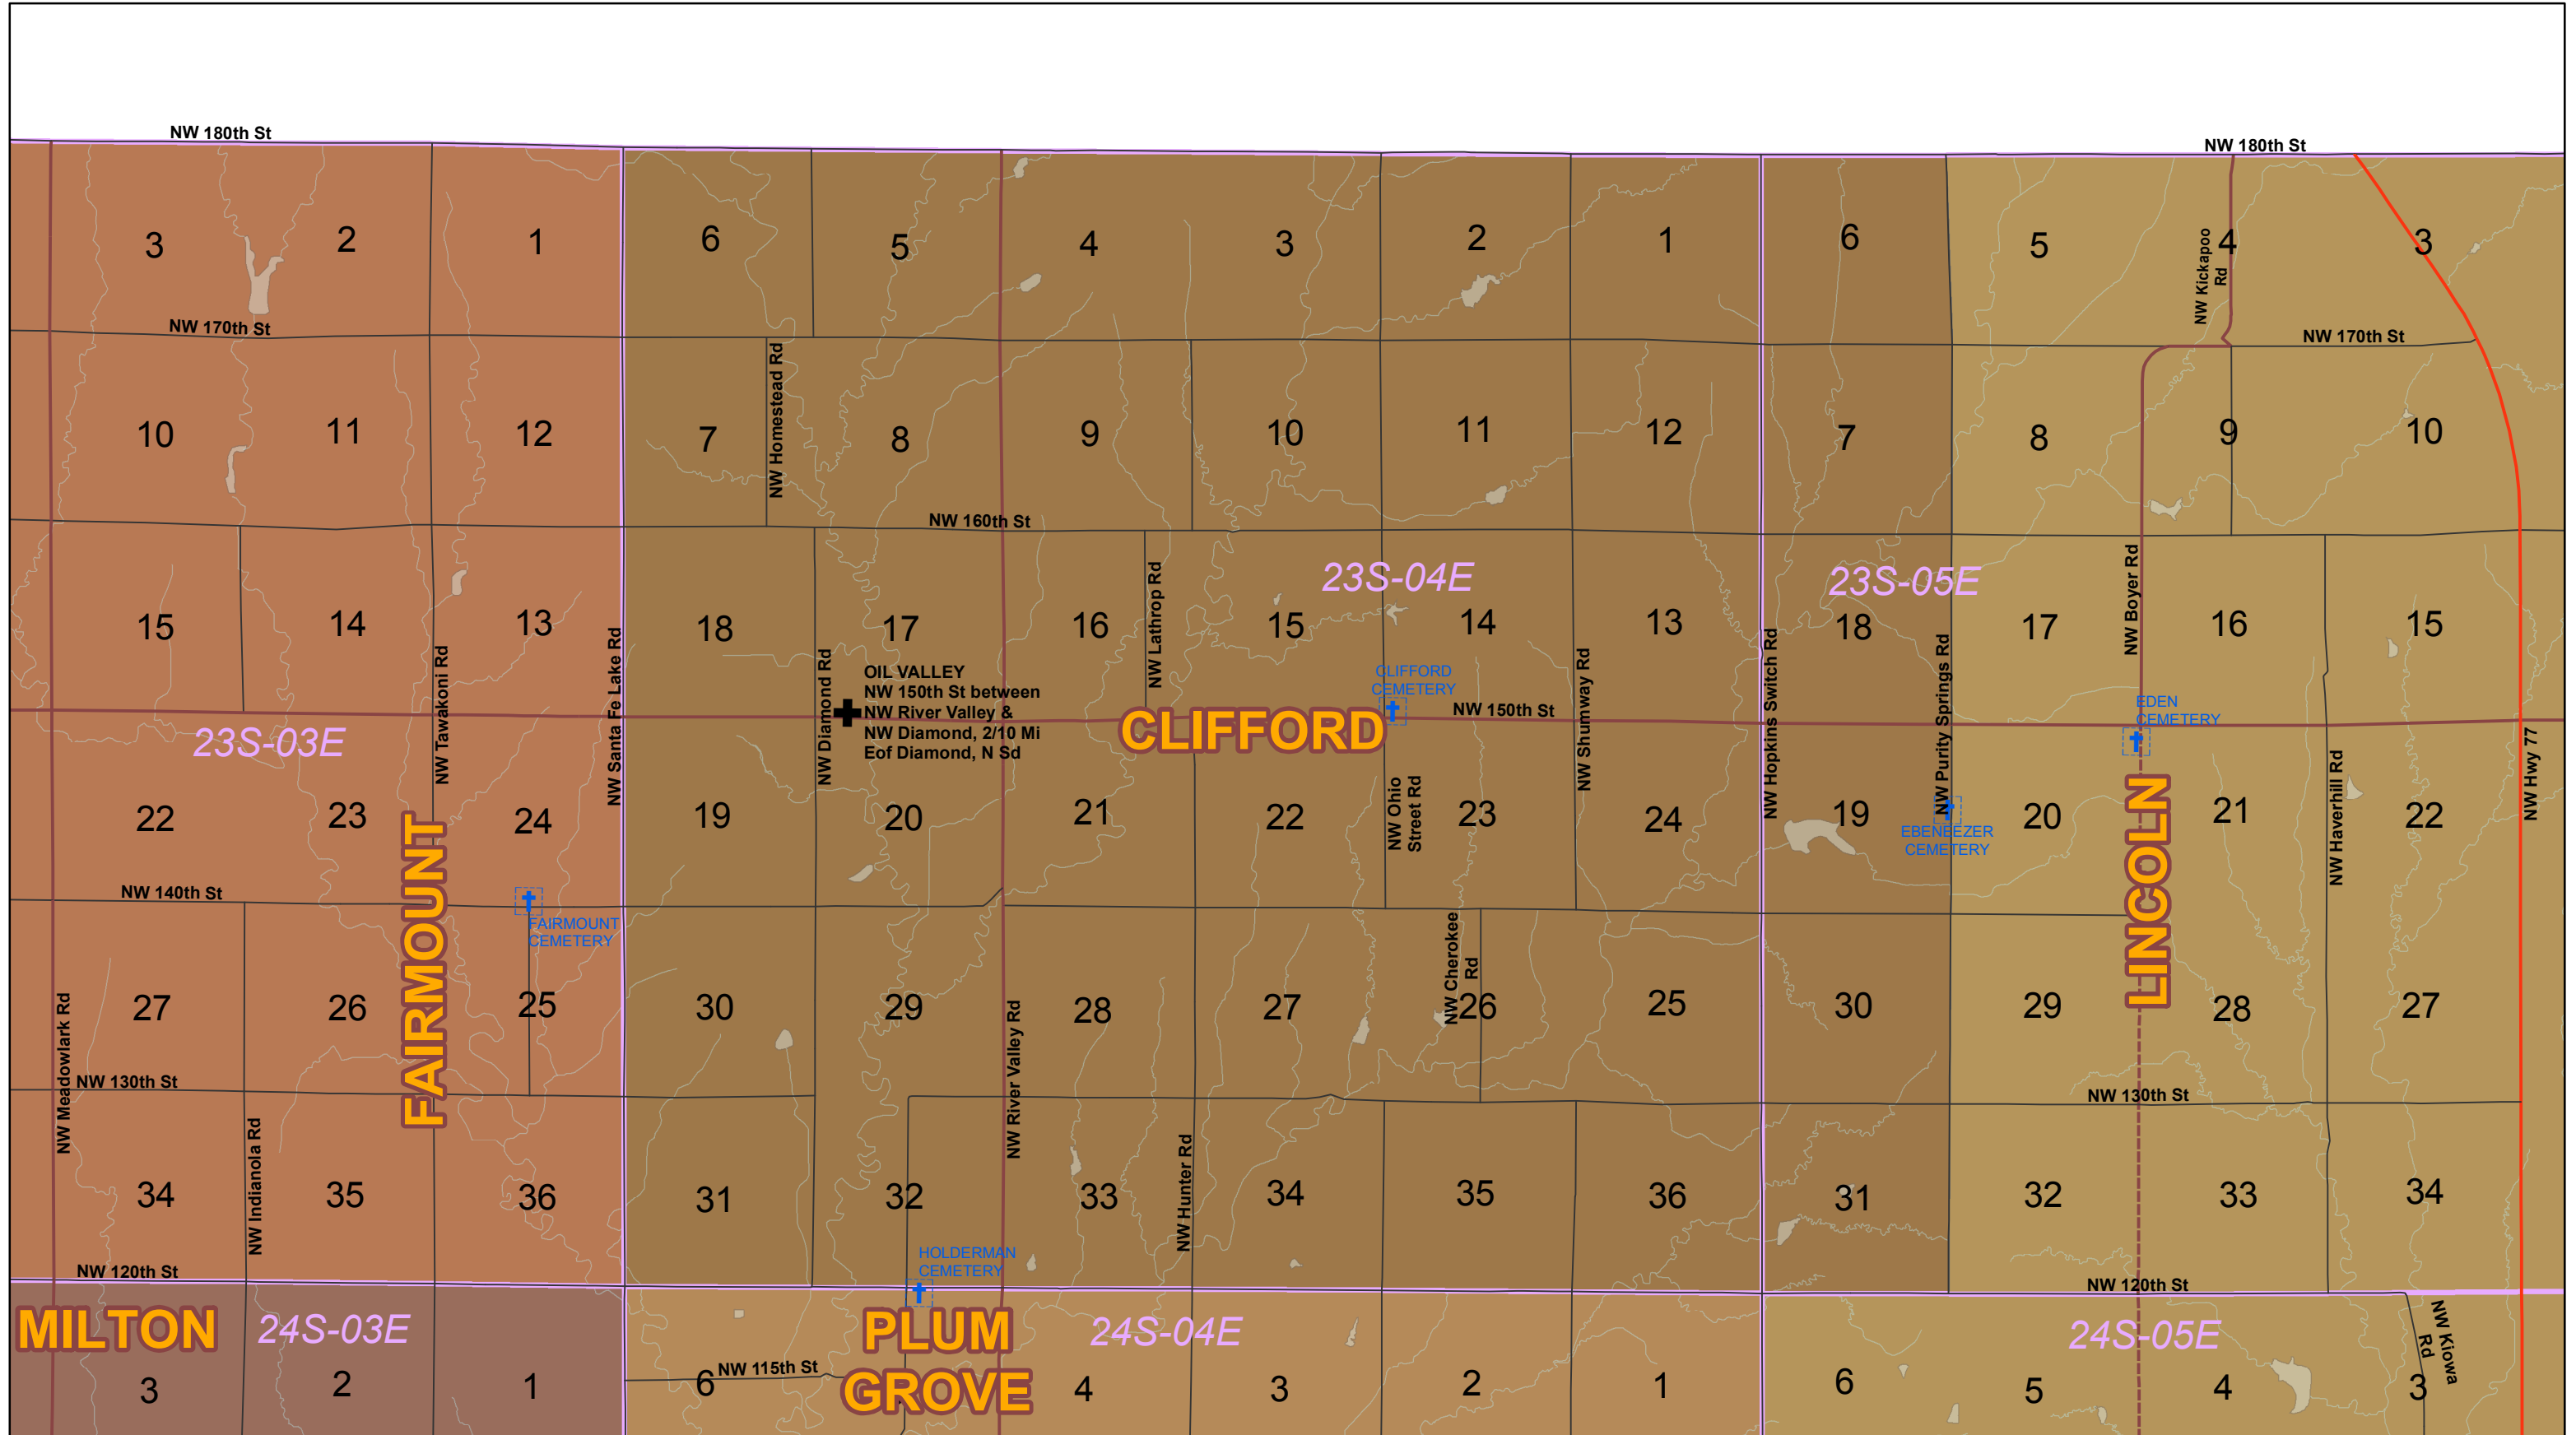 NW 180th St
NW 180th St
3
2
1
6
5
4
3
2
1
6
5
NW Kickapoo
Rd
4
3
NW 170th St
NW 170th St
NW Homestead Rd
10
11
12
7
8
9
10
11
12
7
8
9
10
NW 160th St
23S-04E
23S-05E
NW Boyer Rd
NW Lathrop Rd
15
14
13
18
17
16
15
14
13
18
17
16
15
NW Tawakoni Rd
NW Santa Fe Lake Rd
NW Diamond Rd
OIL VALLEY
NW 150th St between
NW River Valley &
NW Diamond, 2/10 Mi
Eof Diamond, N Sd
CLIFFORD
CEMETERY
NW 150th St
NW Shumway Rd
NW Hopkins Switch Rd
NW Purity Springs Rd
EDEN
CEMETERY
23S-03E
CLIFFORD
NW Hwy 77
NW Haverhill Rd
NW Ohio
Street Rd
22
23
24
19
20
21
22
23
24
19
20
21
22
EBENEEZER
CEMETERY
FAIRMOUNT
LINCOLN
NW 140th St
FAIRMOUNT
CEMETERY
NW Cherokee
Rd
27
26
25
30
29
28
27
26
25
30
29
28
27
NW Meadowlark Rd
NW River Valley Rd
NW 130th St
NW 130th St
NW Indianola Rd
NW Hunter Rd
34
35
36
31
32
33
34
35
36
31
32
33
34
HOLDERMAN
CEMETERY
NW 120th St
NW 120th St
MILTON
24S-03E
PLUM
GROVE
24S-04E
24S-05E
NW Kiowa
Rd
NW 115th St
3
2
1
6
4
3
2
1
6
5
4
3